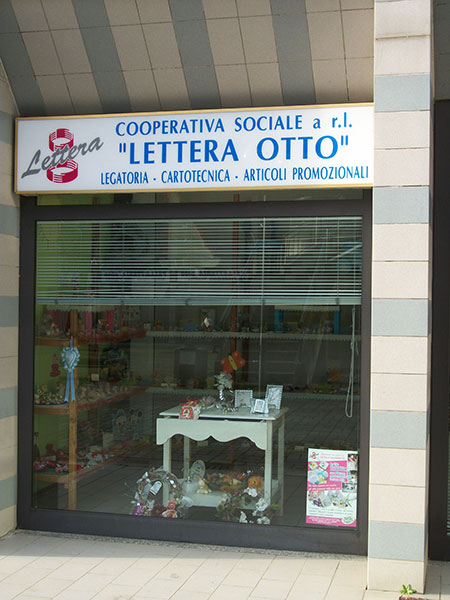 Lettera 8
COOPERATIVA SOCIALE a r.l.
"LETTERA OTTO"
LEGATORIA - CARTOTECNICA - ARTICOLI PROMOZIONALI